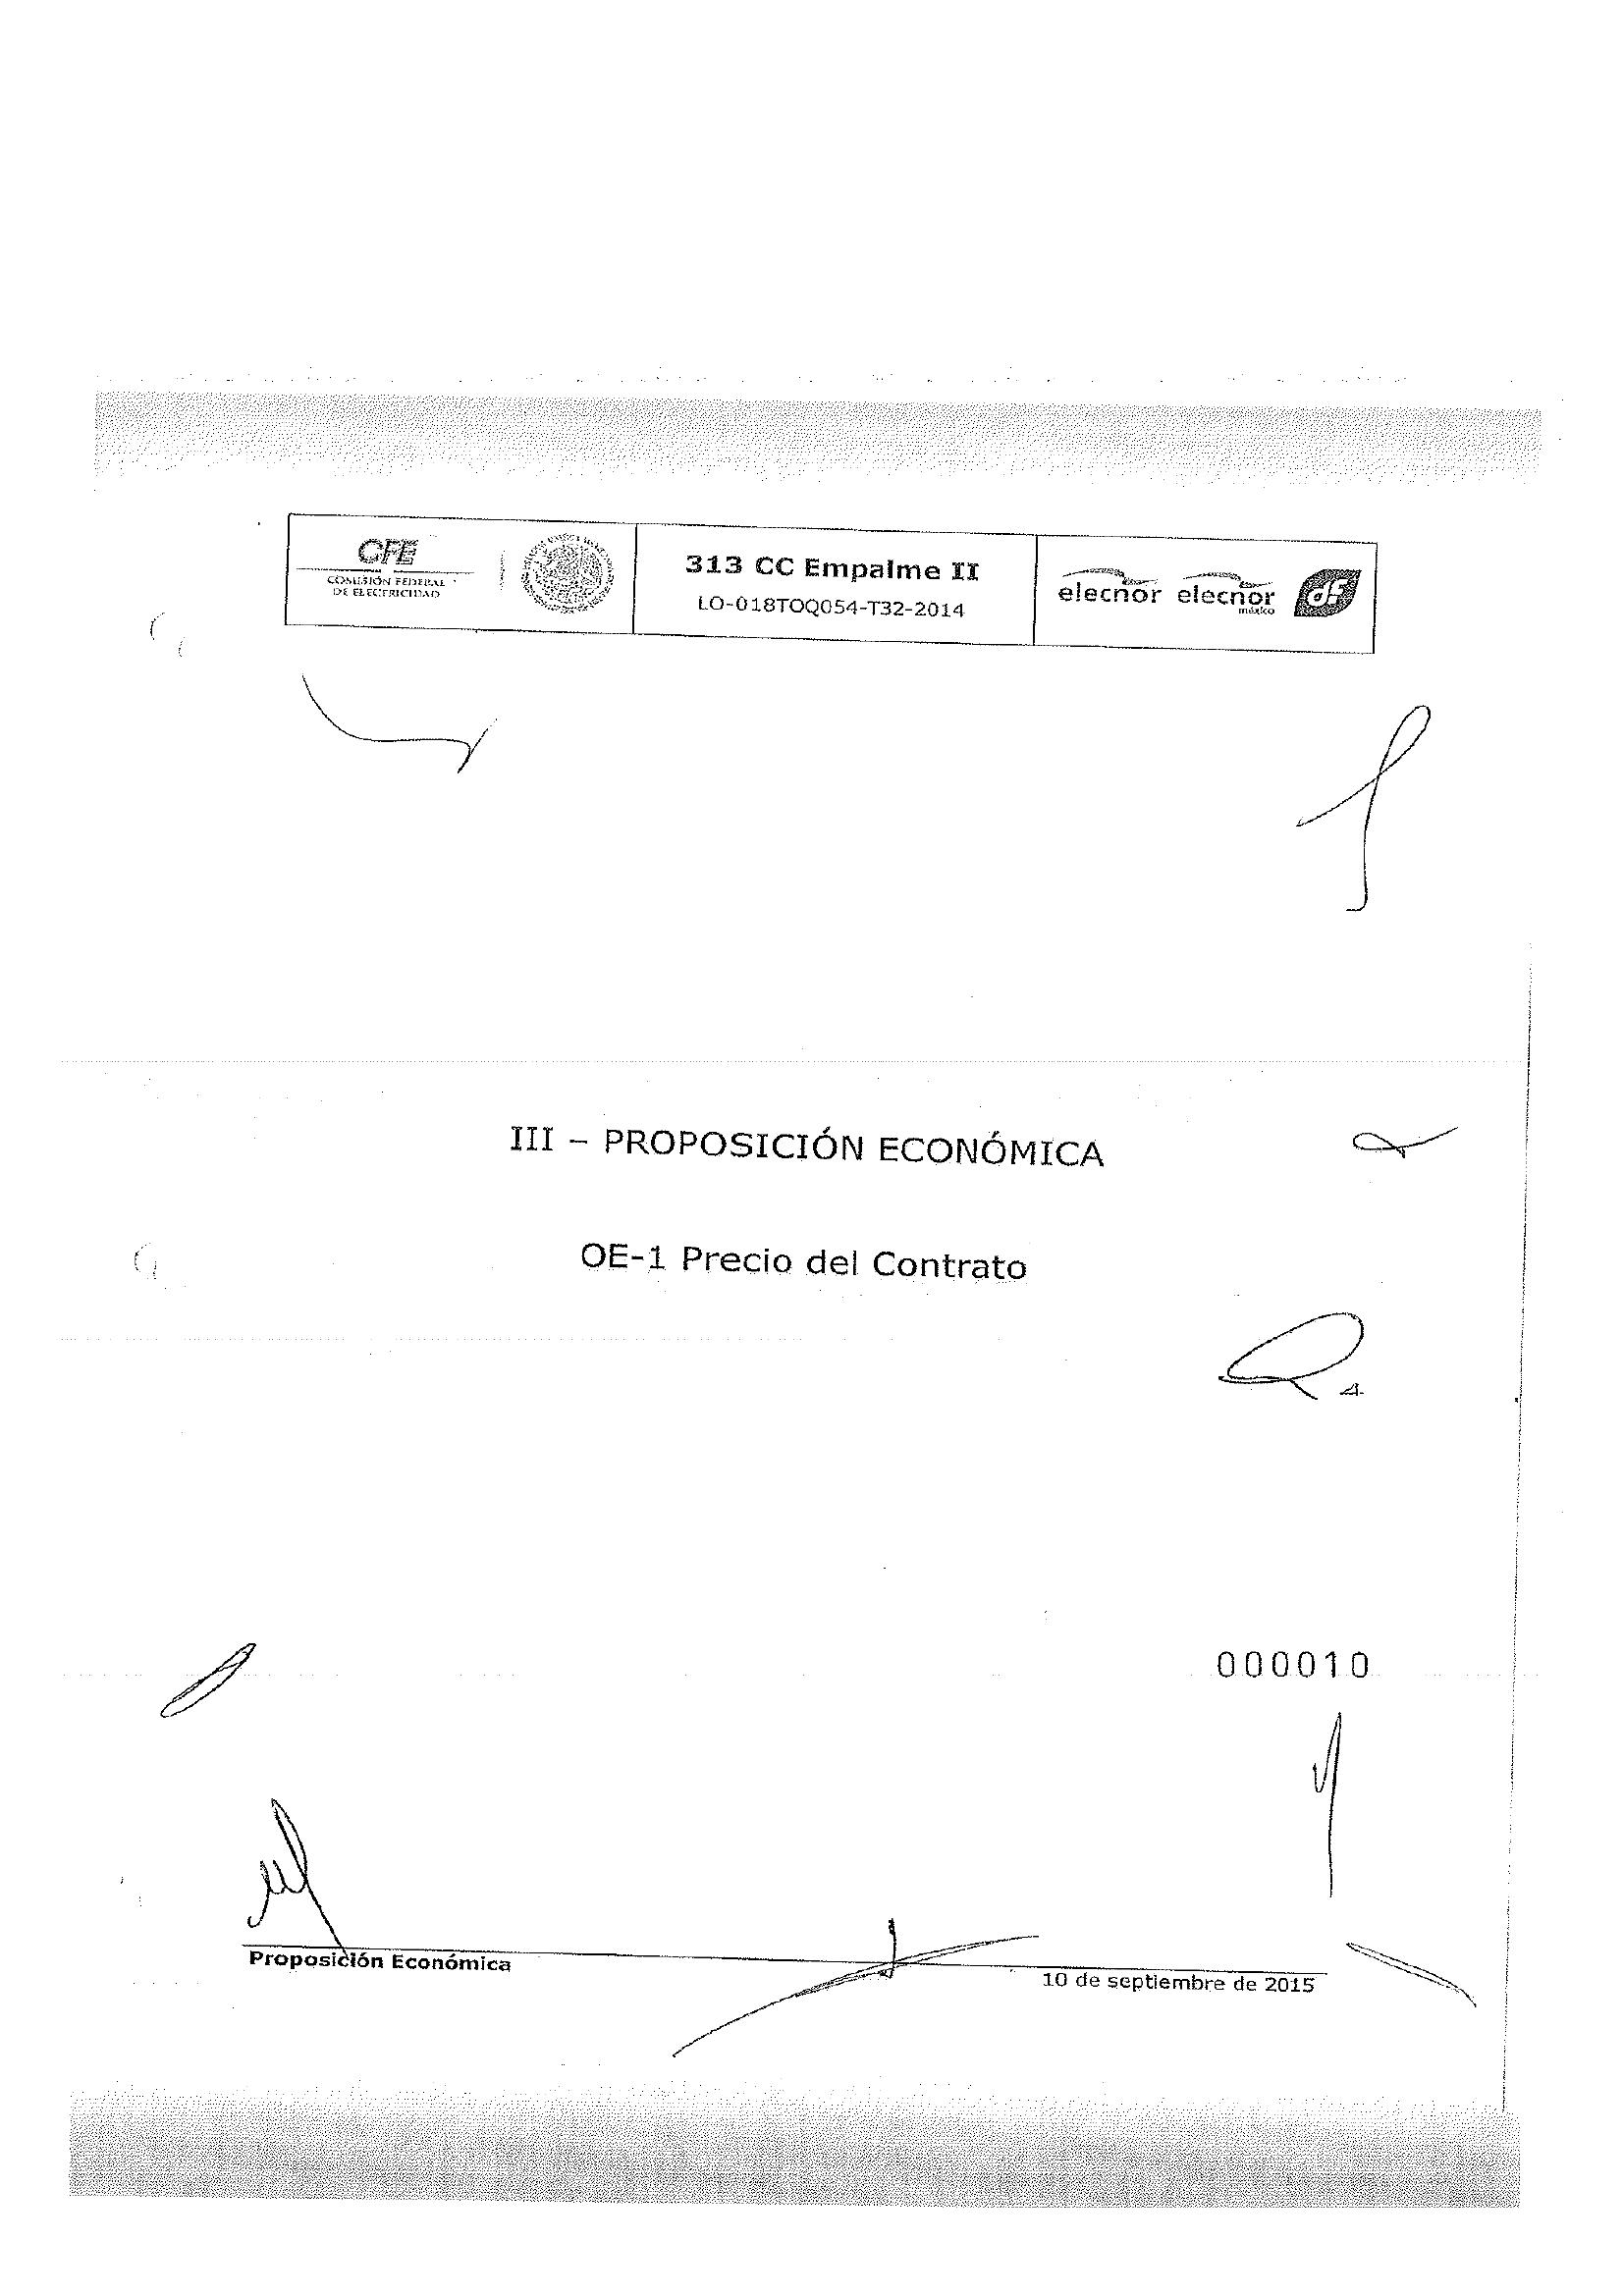 CFE
COMISIÓN FEDERAL
DE ELECTRICIDAD
313 CC Empalme II
LO-018TOQ054-T32-2014
elecnor elecnor
méxico
df
III – PROPOSICIÓN ECONÓMICA
OE-1 Precio del Contrato
000010
Proposición Económica
10 de septiembre de 2015